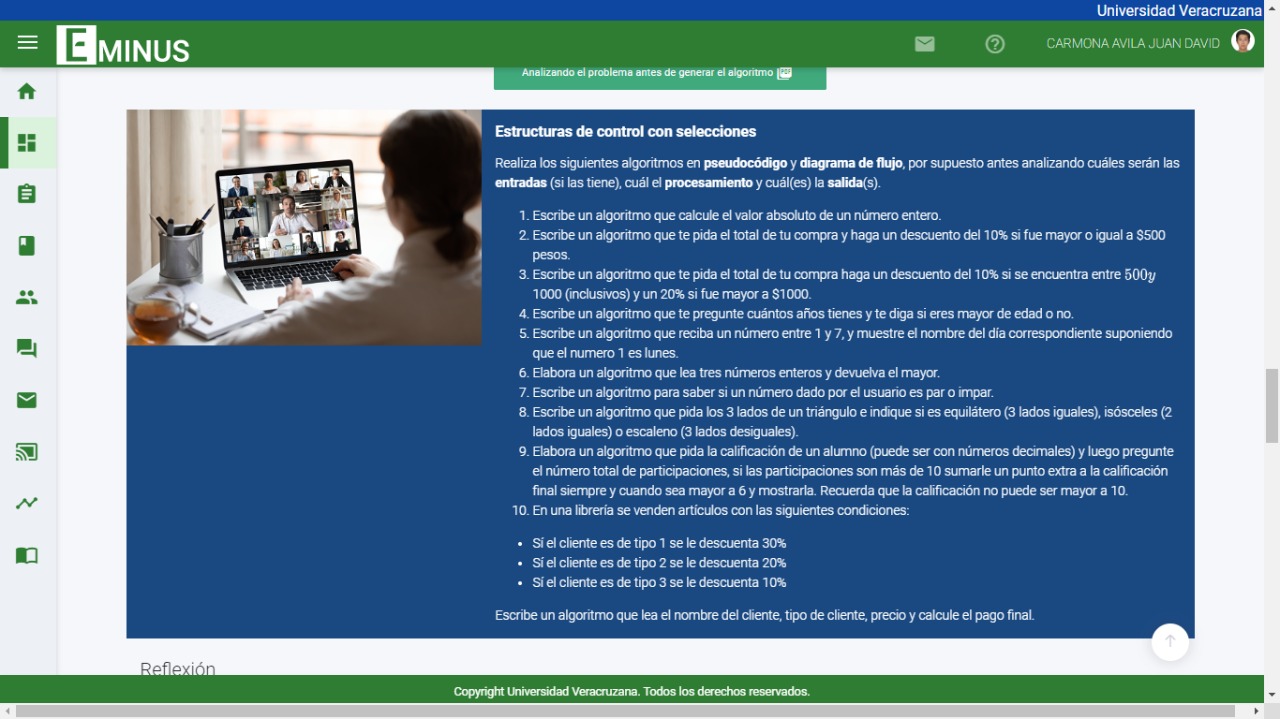 Universidad Veracruzana
EMINUS
CARMONA AVILA JUAN DAVID
Analizando el problema antes de generar el algoritmo
Estructuras de control con selecciones
Realiza los siguientes algoritmos en pseudocódigo y diagrama de flujo, por supuesto antes analizando cuáles serán las
entradas (si las tiene), cuál el procesamiento y cuál(es) la salida(s).
1. Escribe un algoritmo que calcule el valor absoluto de un número entero.
2. Escribe un algoritmo que te pida el total de tu compra y haga un descuento del 10% si fue mayor o igual a $500
pesos.
3. Escribe un algoritmo que te pida el total de tu compra haga un descuento del 10% si se encuentra entre 500y
1000 (inclusivos) y un 20% si fue mayor a $1000.
4. Escribe un algoritmo que te pregunte cuántos años tienes y te diga si eres mayor de edad o no.
5. Escribe un algoritmo que reciba un número entre 1 y 7, y muestre el nombre del día correspondiente suponiendo
que el numero 1 es lunes.
6. Elabora un algoritmo que lea tres números enteros y devuelva el mayor.
7. Escribe un algoritmo para saber si un número dado por el usuario es par o impar.
8. Escribe un algoritmo que pida los 3 lados de un triángulo e indique si es equilátero (3 lados iguales), isósceles (2
lados iguales) o escaleno (3 lados desiguales).
9. Elabora un algoritmo que pida la calificación de un alumno (puede ser con números decimales) y luego pregunte
el número total de participaciones, si las participaciones son más de 10 sumarle un punto extra a la calificación
final siempre y cuando sea mayor a 6 y mostrarla. Recuerda que la calificación no puede ser mayor a 10.
10. En una librería se venden artículos con las siguientes condiciones:
• Sí el cliente es de tipo 1 se le descuenta 30%
• Sí el cliente es de tipo 2 se le descuenta 20%
• Sí el cliente es de tipo 3 se le descuenta 10%
Escribe un algoritmo que lea el nombre del cliente, tipo de cliente, precio y calcule el pago final.
Reflexión
Copyright Universidad Veracruzana. Todos los derechos reservados.